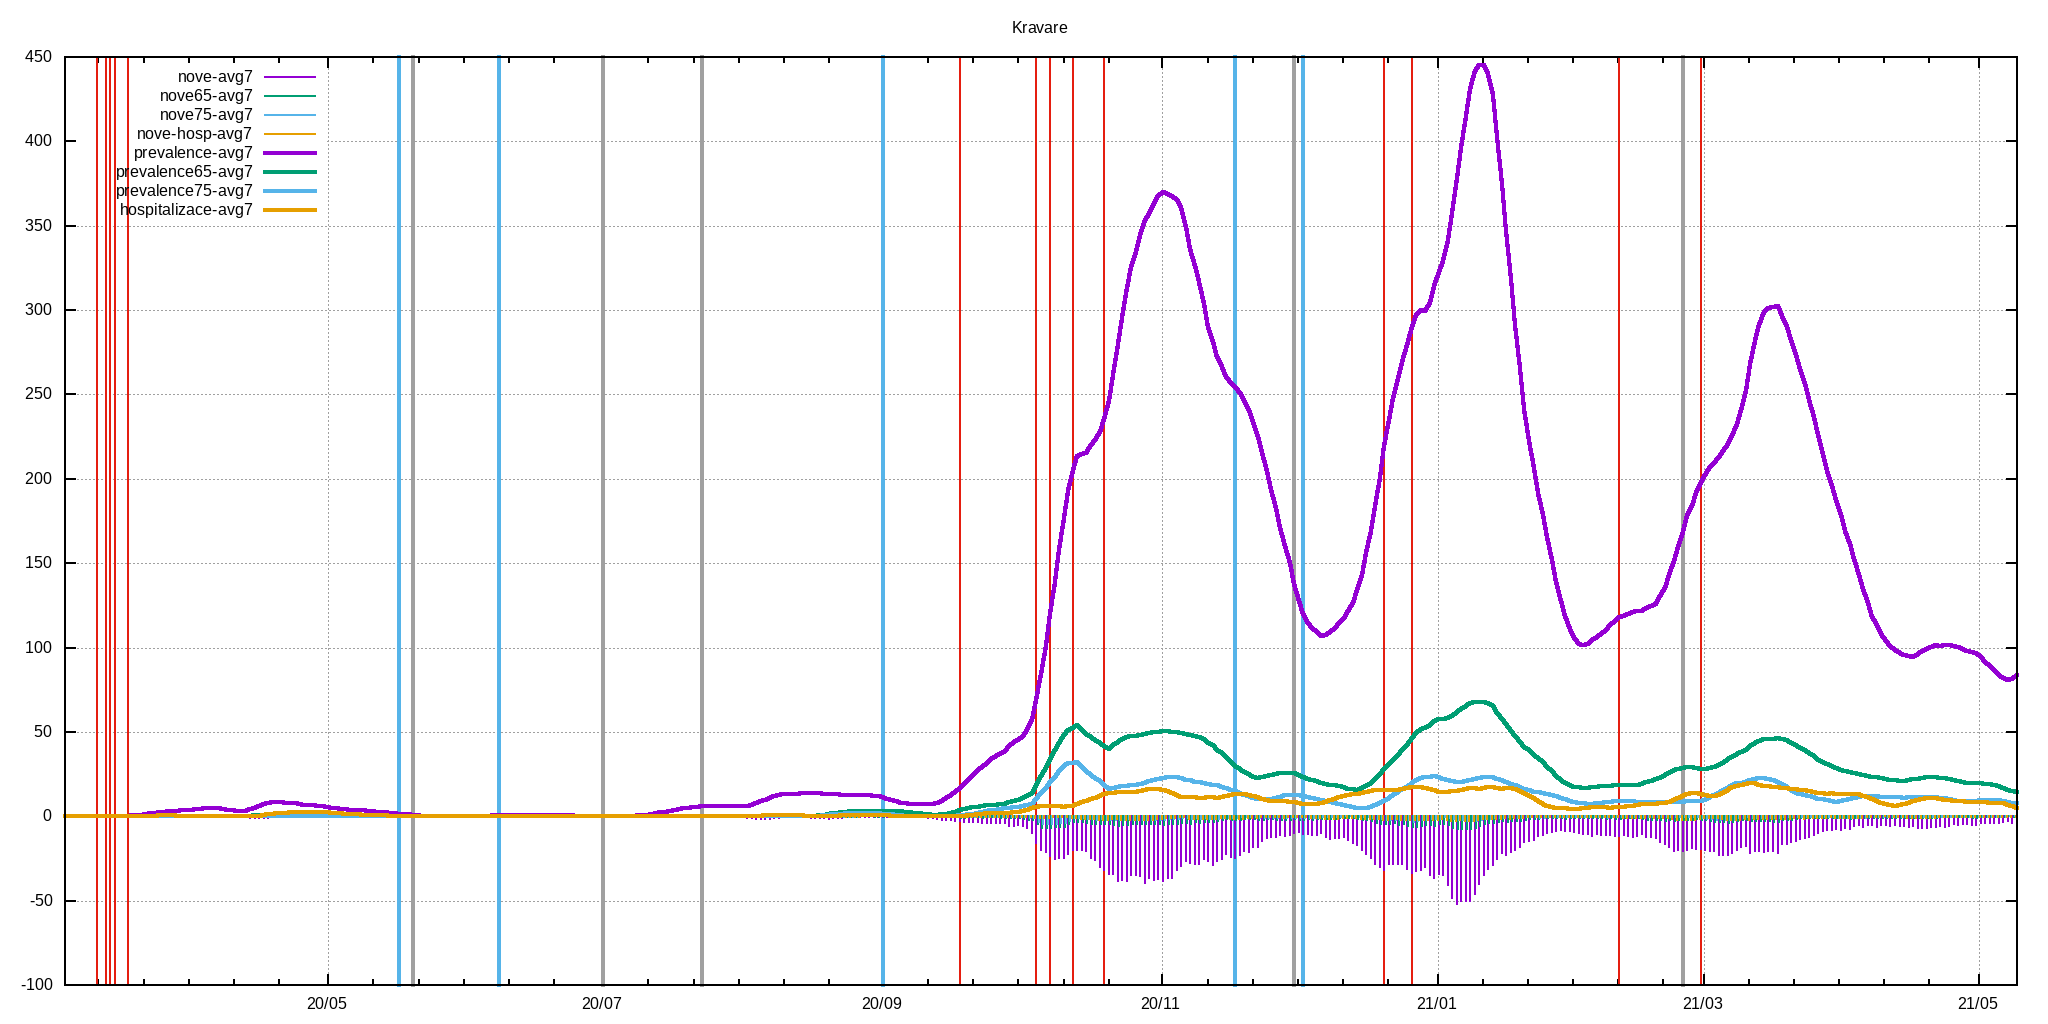 Kravare
450
400
350
300
250
200
150
100
50
0
-50
-100
nove-avg7
nove65-avg7
nove75-avg7
nove-hosp-avg7
prevalence-avg7
prevalence65-avg7
prevalence75-avg7
hospitalizace-avg7
20/05 20/07 20/09 20/11 21/01 21/03 21/05